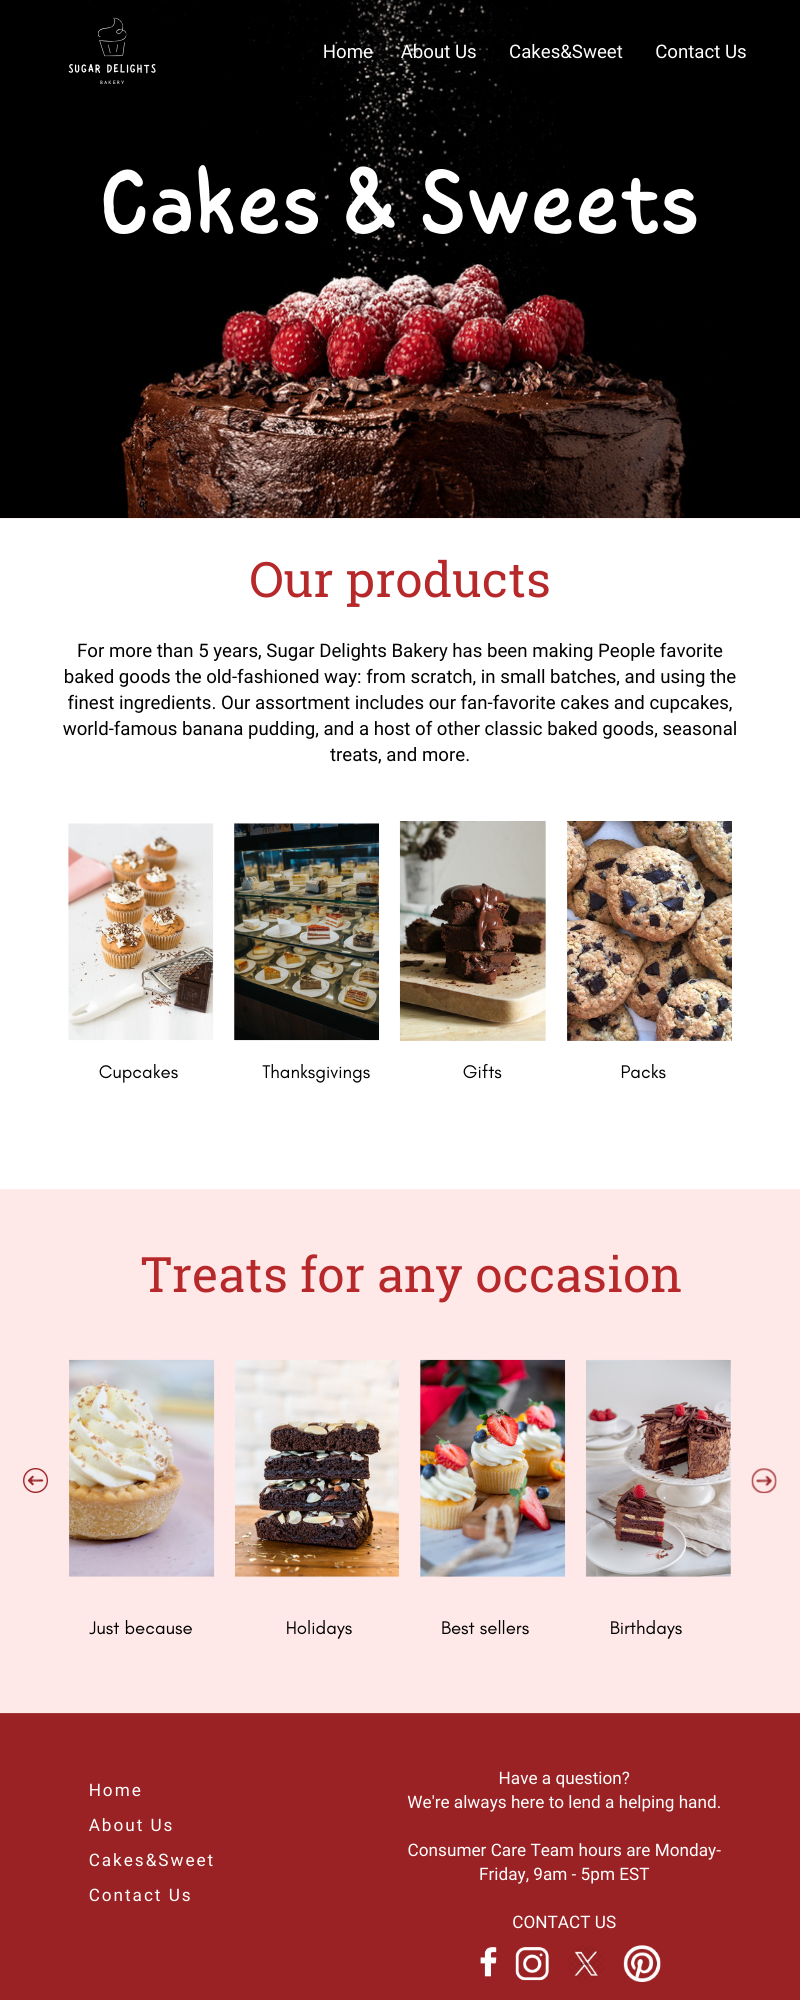 SUGAR DELIGHTS
BAKERY
Home About Us Cakes&Sweet Contact Us
Cakes & Sweets
Our products
For more than 5 years, Sugar Delights Bakery has been making People favorite
baked goods the old-fashioned way: from scratch, in small batches, and using the
finest ingredients. Our assortment includes our fan-favorite cakes and cupcakes,
world-famous banana pudding, and a host of other classic baked goods, seasonal
treats, and more.
Cupcakes Thanksgivings Gifts Packs
Treats for any occasion
Just because Holidays Best sellers Birthdays
Home
About Us
Cakes&Sweet
Contact Us
Have a question?
We're always here to lend a helping hand.
Consumer Care Team hours are Monday-
Friday, 9am - 5pm EST
CONTACT US